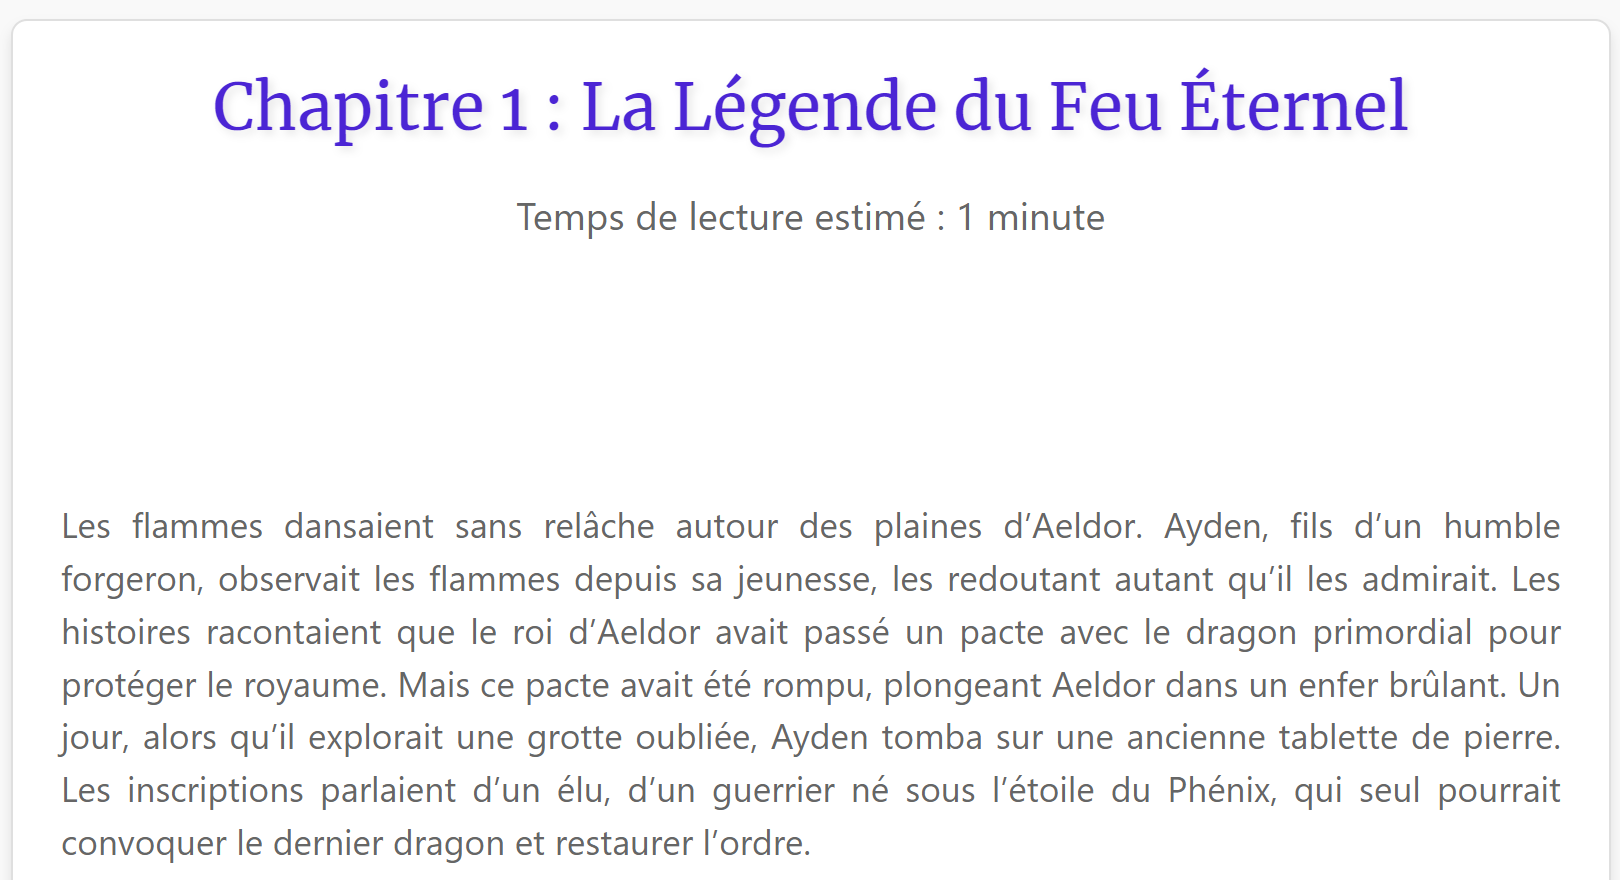 Chapitre 1 : La Légende du Feu Éternel
Temps de lecture estimé : 1 minute
Les flammes dansaient sans relâche autour des plaines d’Aeldor. Ayden, fils d’un humble
forgeron, observait les flammes depuis sa jeunesse, les redoutant autant qu’il les admirait. Les
histoires racontaient que le roi d’Aeldor avait passé un pacte avec le dragon primordial pour
protéger le royaume. Mais ce pacte avait été rompu, plongeant Aeldor dans un enfer brûlant. Un
jour, alors qu’il explorait une grotte oubliée, Ayden tomba sur une ancienne tablette de pierre.
Les inscriptions parlaient d’un élu, d’un guerrier né sous l’étoile du Phénix, qui seul pourrait
convoquer le dernier dragon et restaurer l’ordre.